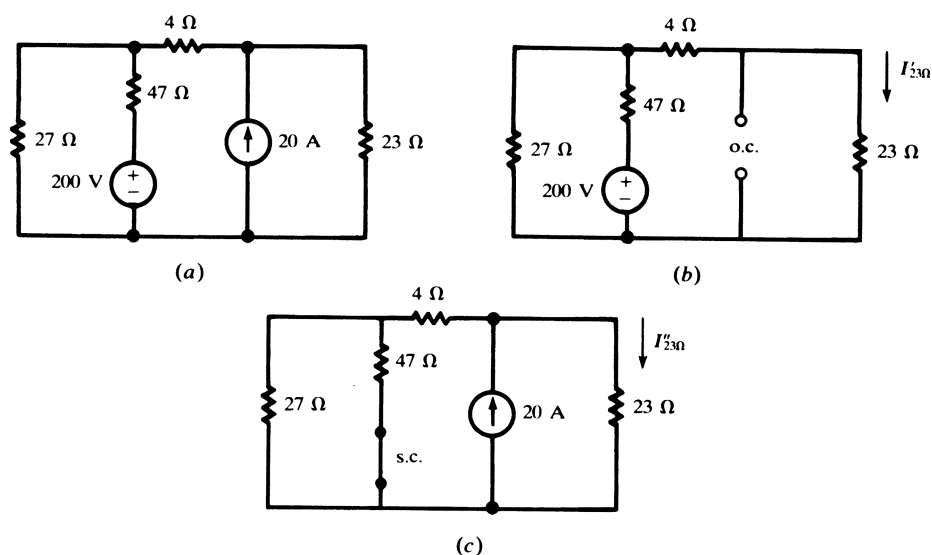 4 Ω
47 Ω
27 Ω
20 A
23 Ω
200 V
+
−
(a)
4 Ω
I′23Ω
47 Ω
27 Ω
o.c.
23 Ω
200 V
+
−
(b)
4 Ω
I″23Ω
47 Ω
27 Ω
20 A
23 Ω
s.c.
(c)